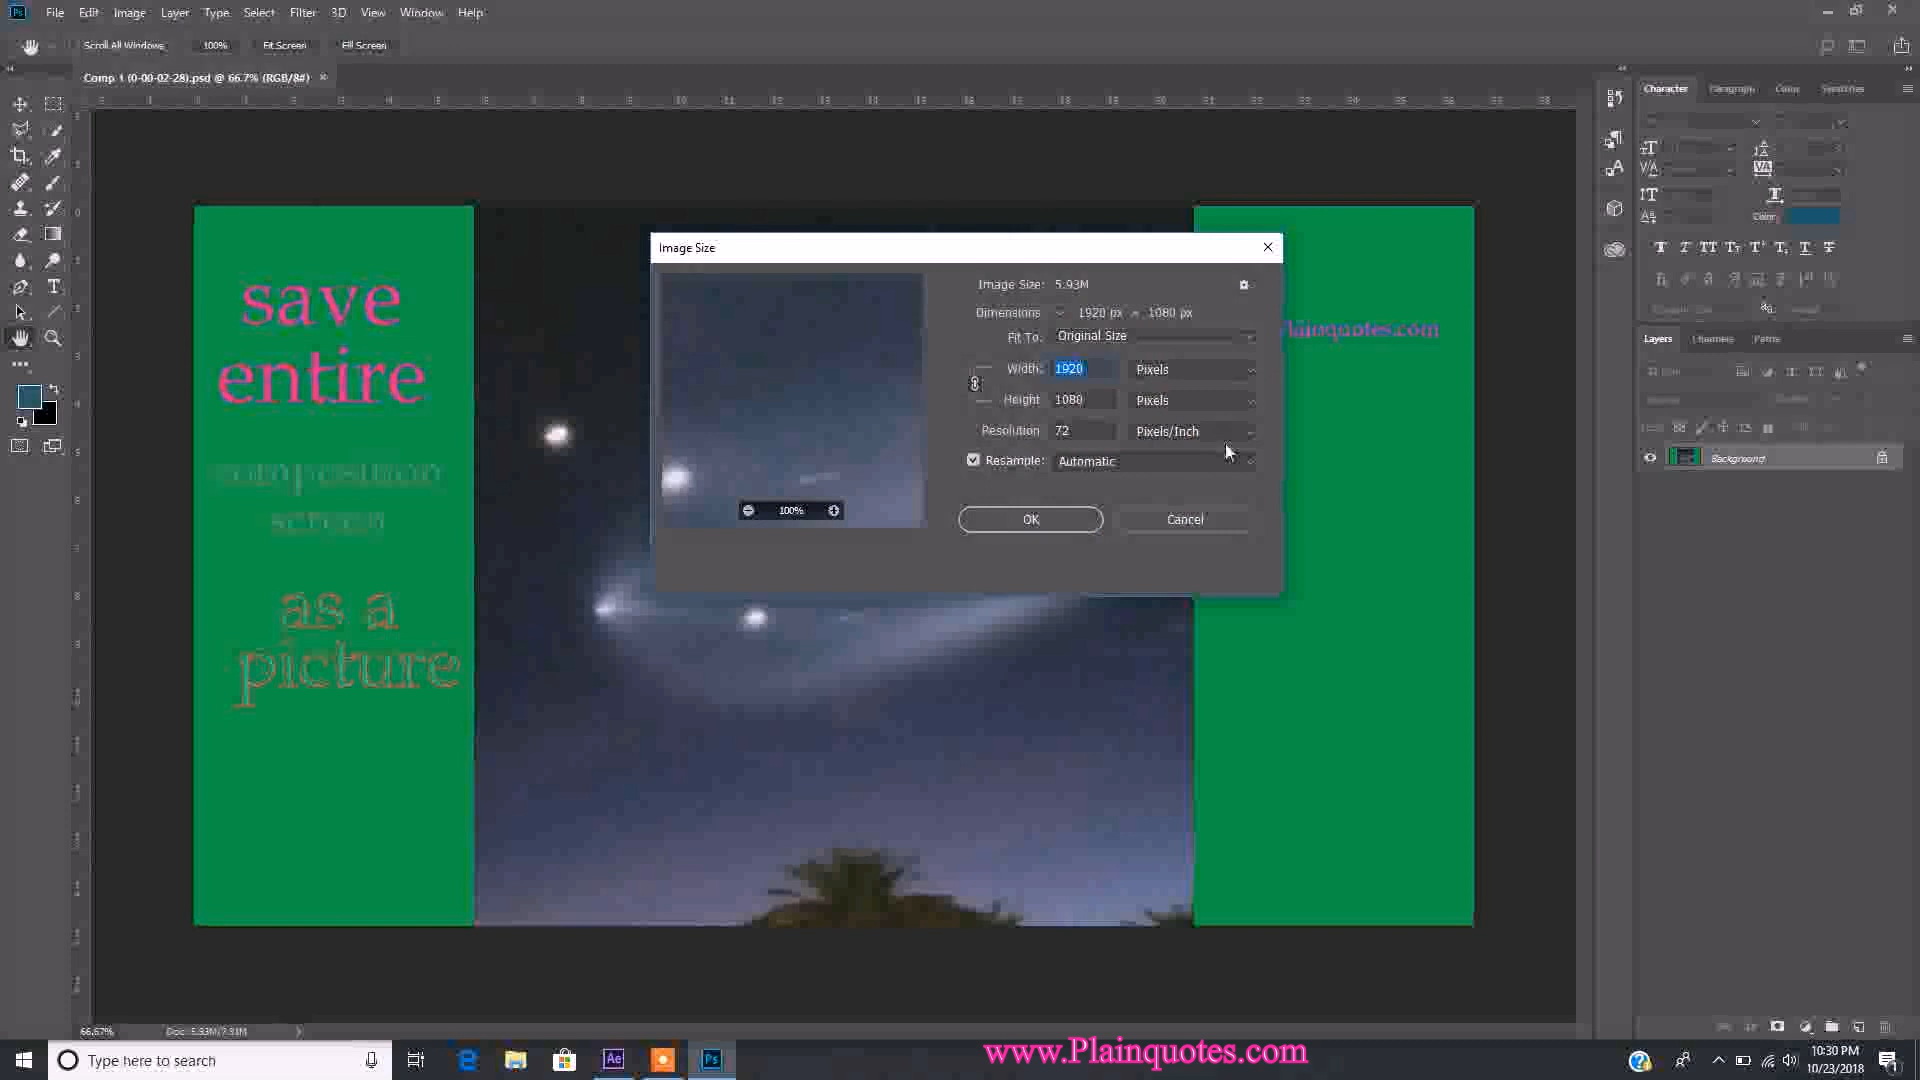 File Edit Image Layer Type Select Filter 3D View Window Help
Scroll All Windows 100% Fit Screen Fill Screen
Comp 1 (0-00-02-28).psd @ 66.7% (RGB/8#)
Character Paragraph Color Swatches
Color:
save
entire
composition
screen
as a
picture
Plainquotes.com
Image Size
Image Size: 5.93M
Dimensions 1920 px 1080 px
Fit To: Original Size
Width: 1920 Pixels
Height 1080 Pixels
Resolution 72 Pixels/Inch
Resample: Automatic
100%
OK Cancel
Layers Channels Paths
Background
66.67% Doc: 5.93M/7.91M
Type here to search
www.Plainquotes.com
10:30 PM
10/23/2018